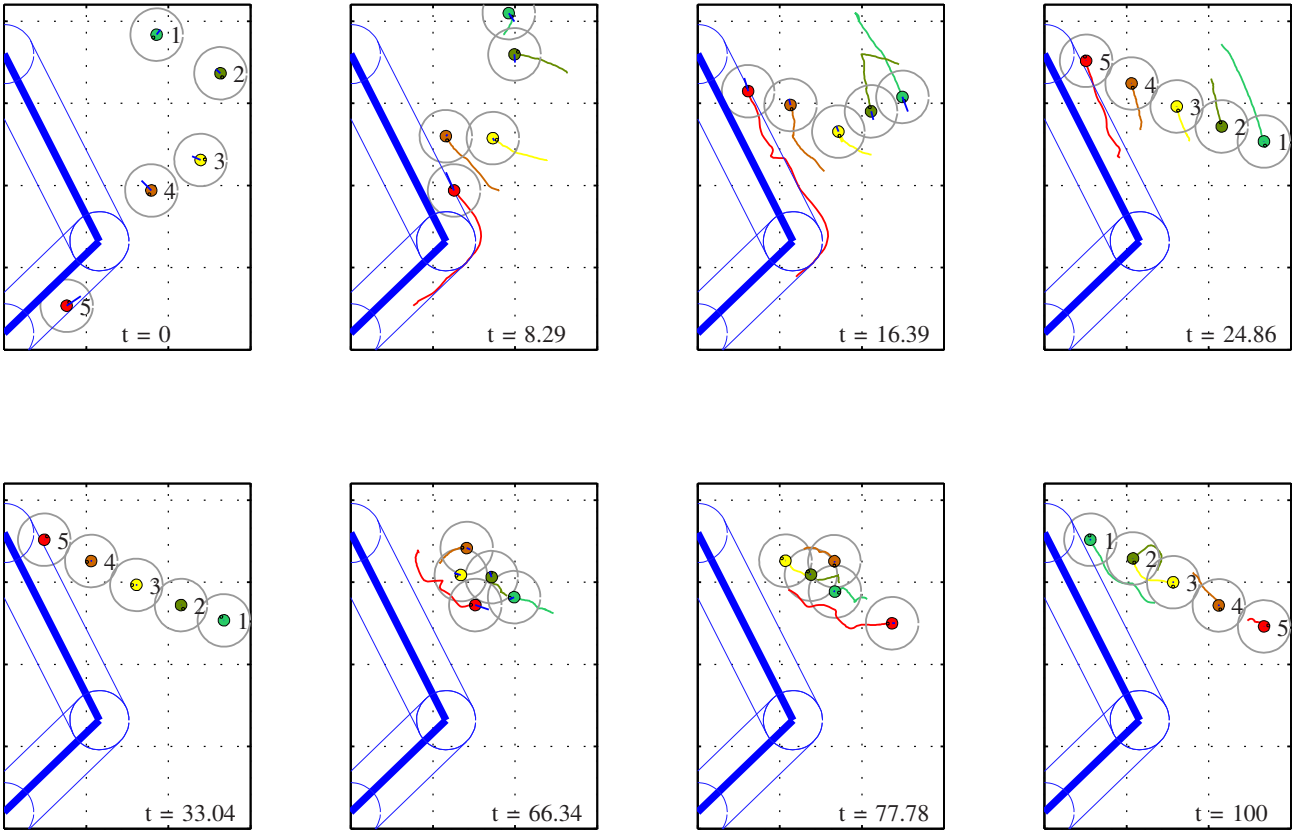 1
2
3
4
5
t = 0
t = 8.29
t = 16.39
5
4
3
2
1
t = 24.86
5
4
3
2
1
t = 33.04
t = 66.34
t = 77.78
1
2
3
4
5
t = 100